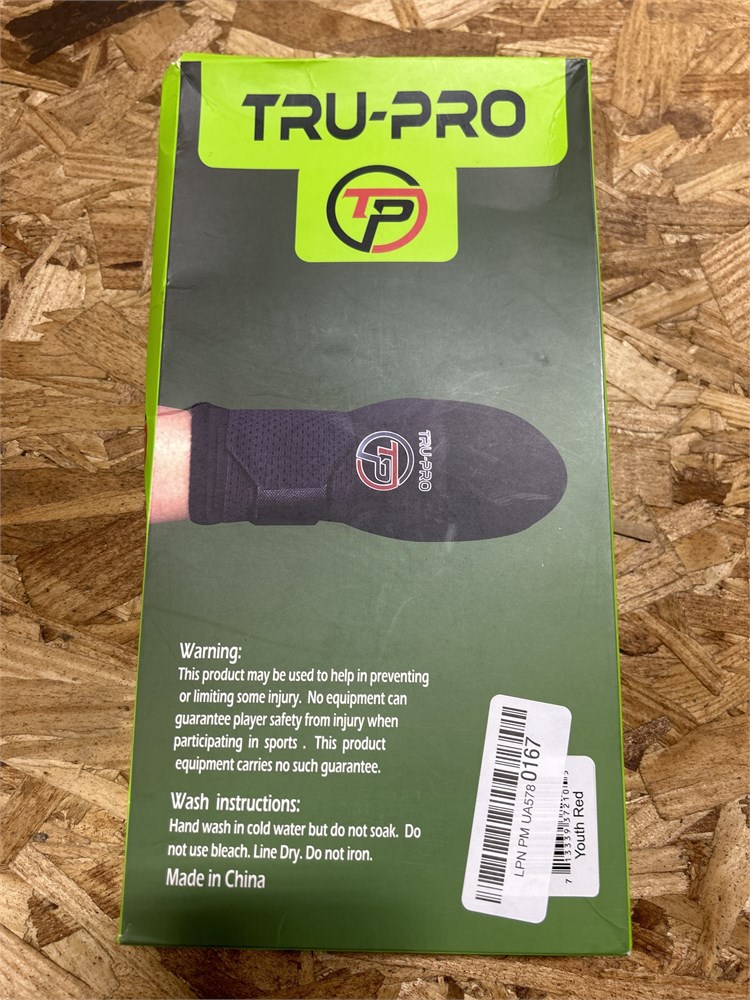 TRU-PRO
TP
TP
TRU-PRO
Warning:
This product may be used to help in preventing
or limiting some injury. No equipment can
guarantee player safety from injury when
participating in sports . This product
equipment carries no such guarantee.
Wash instructions:
Hand wash in cold water but do not soak. Do
not use bleach. Line Dry. Do not iron.
Made in China
LPN PM UA578 0167
Youth Red